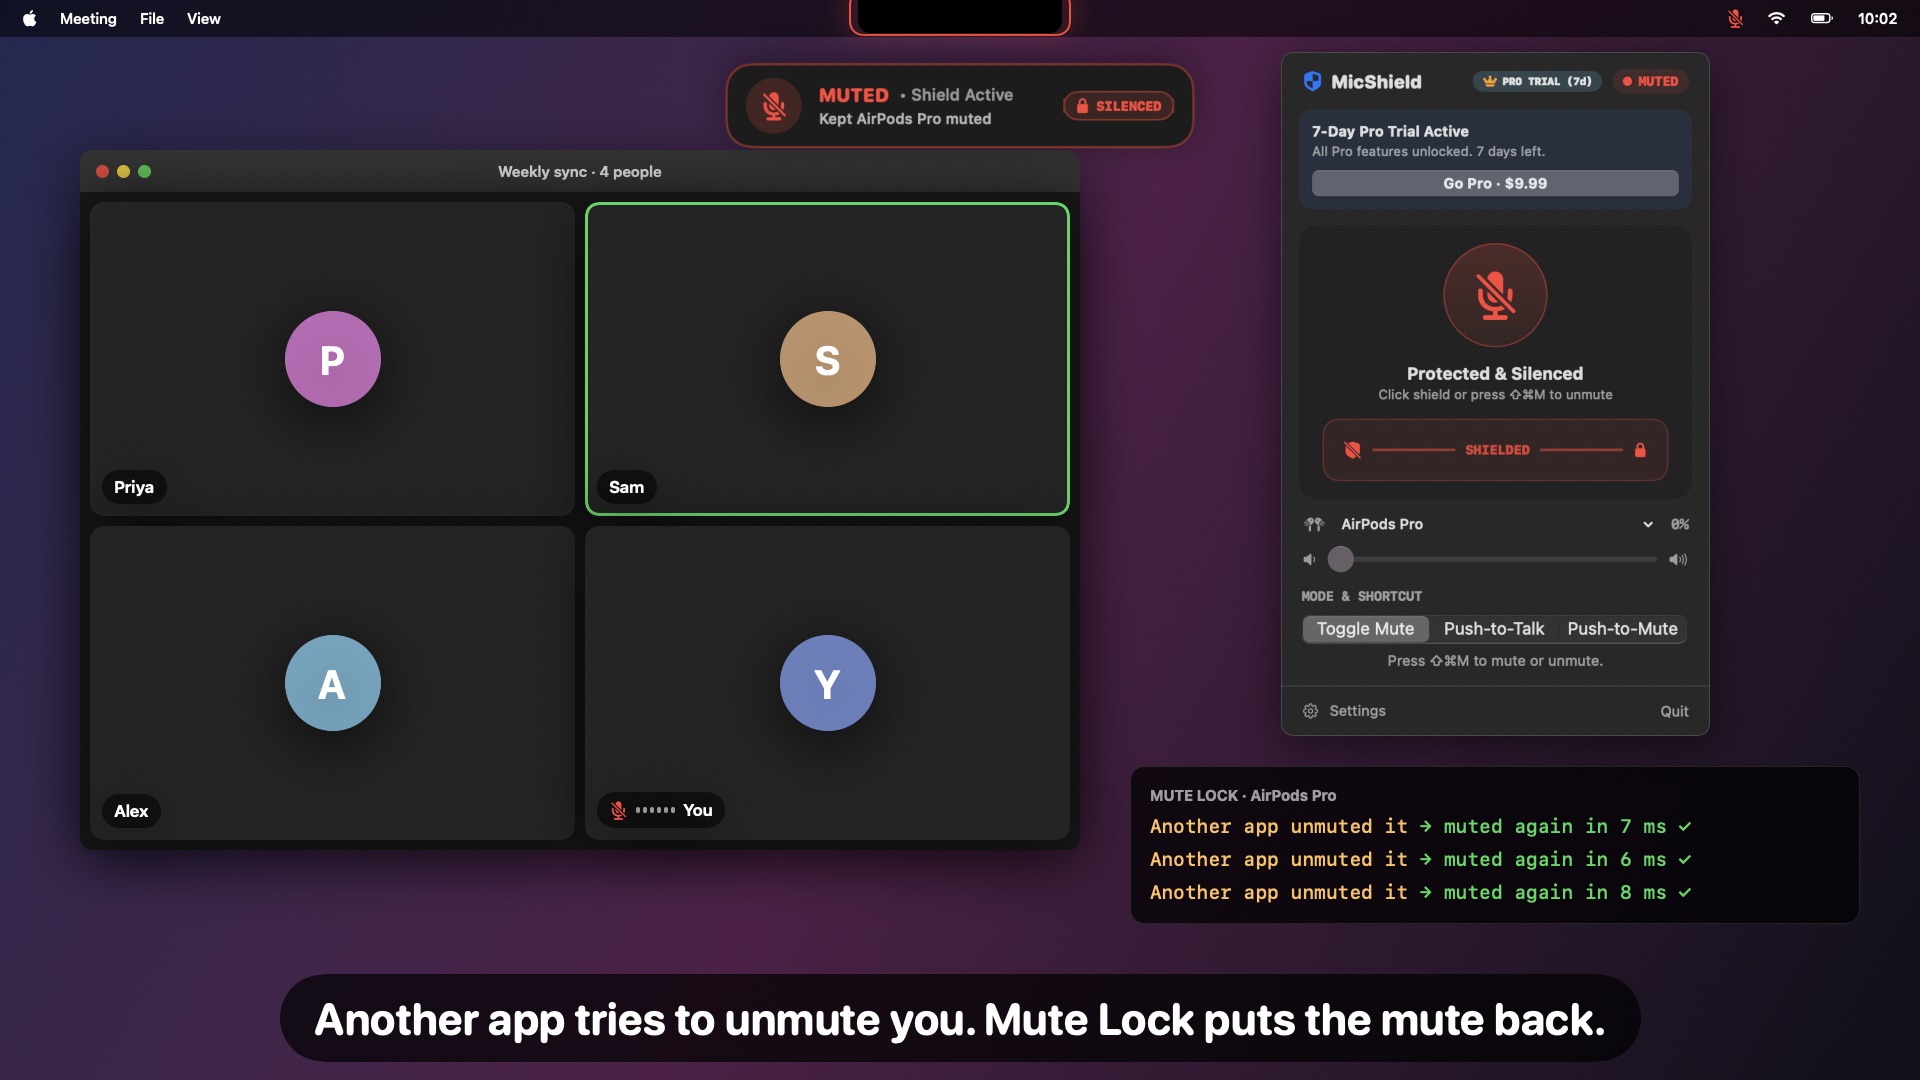 Meeting File View
10:02
MUTED • Shield Active
Kept AirPods Pro muted
SILENCED
Weekly sync · 4 people
P
Priya
S
Sam
A
Alex
Y
You
MicShield
PRO TRIAL (7d)
MUTED
7-Day Pro Trial Active
All Pro features unlocked. 7 days left.
Go Pro · $9.99
Protected & Silenced
Click shield or press ⇧⌘M to unmute
SHIELDED
AirPods Pro
0%
MODE & SHORTCUT
Toggle Mute Push-to-Talk Push-to-Mute
Press ⇧⌘M to mute or unmute.
Settings
Quit
MUTE LOCK · AirPods Pro
Another app unmuted it → muted again in 7 ms ✓
Another app unmuted it → muted again in 6 ms ✓
Another app unmuted it → muted again in 8 ms ✓
Another app tries to unmute you. Mute Lock puts the mute back.